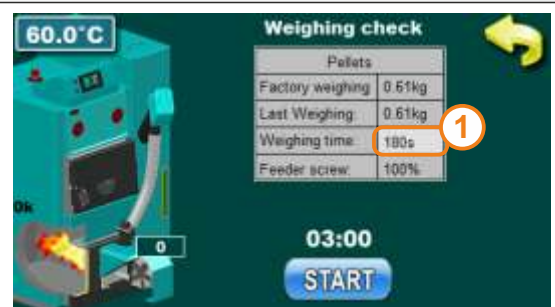 60.0°C
Weighing check
Pellets
Factory weighing 0.61kg
Last Weighing: 0.61kg
Weighing time: 180s
1
Feeder screw: 100%
0k
0
03:00
START